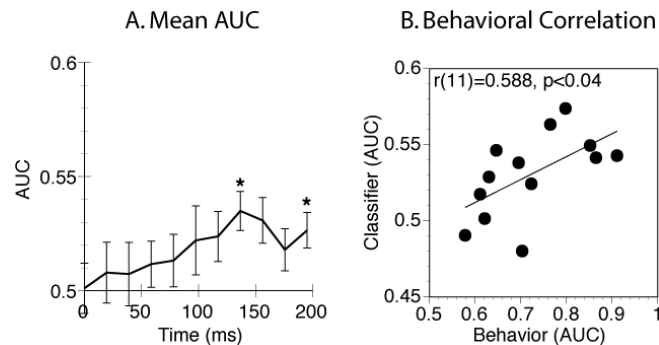 A. Mean AUC
0.6
0.55
0.5
AUC
*
*
0
50
100
150
200
Time (ms)
B. Behavioral Correlation
r(11)=0.588, p<0.04
0.6
0.55
0.5
0.45
Classifier (AUC)
0.5
0.6
0.7
0.8
0.9
1
Behavior (AUC)